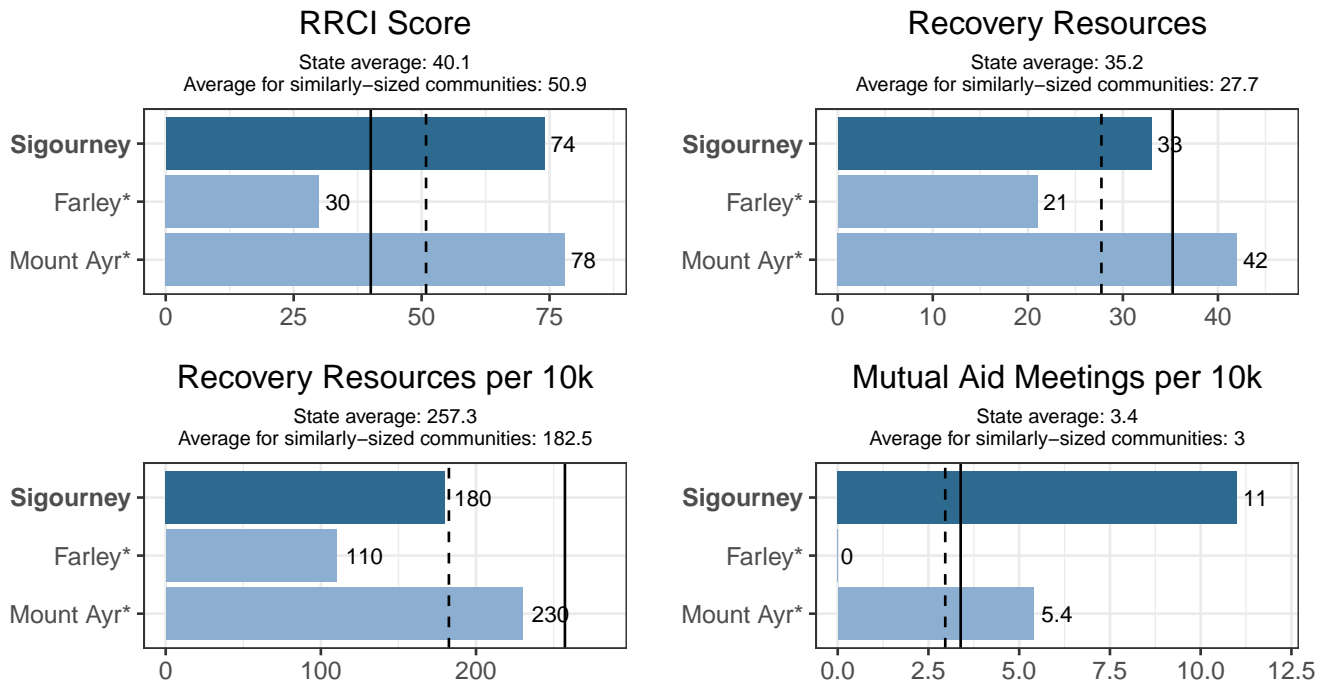 RRCI Score
State average: 40.1
Average for similarly−sized communities: 50.9
Sigourney
74
Farley*
30
Mount Ayr*
78
0 25 50 75
Recovery Resources
State average: 35.2
Average for similarly−sized communities: 27.7
Sigourney
33
Farley*
21
Mount Ayr*
42
0 10 20 30 40
Recovery Resources per 10k
State average: 257.3
Average for similarly−sized communities: 182.5
Sigourney
180
Farley*
110
Mount Ayr*
230
0 100 200
Mutual Aid Meetings per 10k
State average: 3.4
Average for similarly−sized communities: 3
Sigourney
11
Farley*
0
Mount Ayr*
5.4
0.0 2.5 5.0 7.5 10.0 12.5